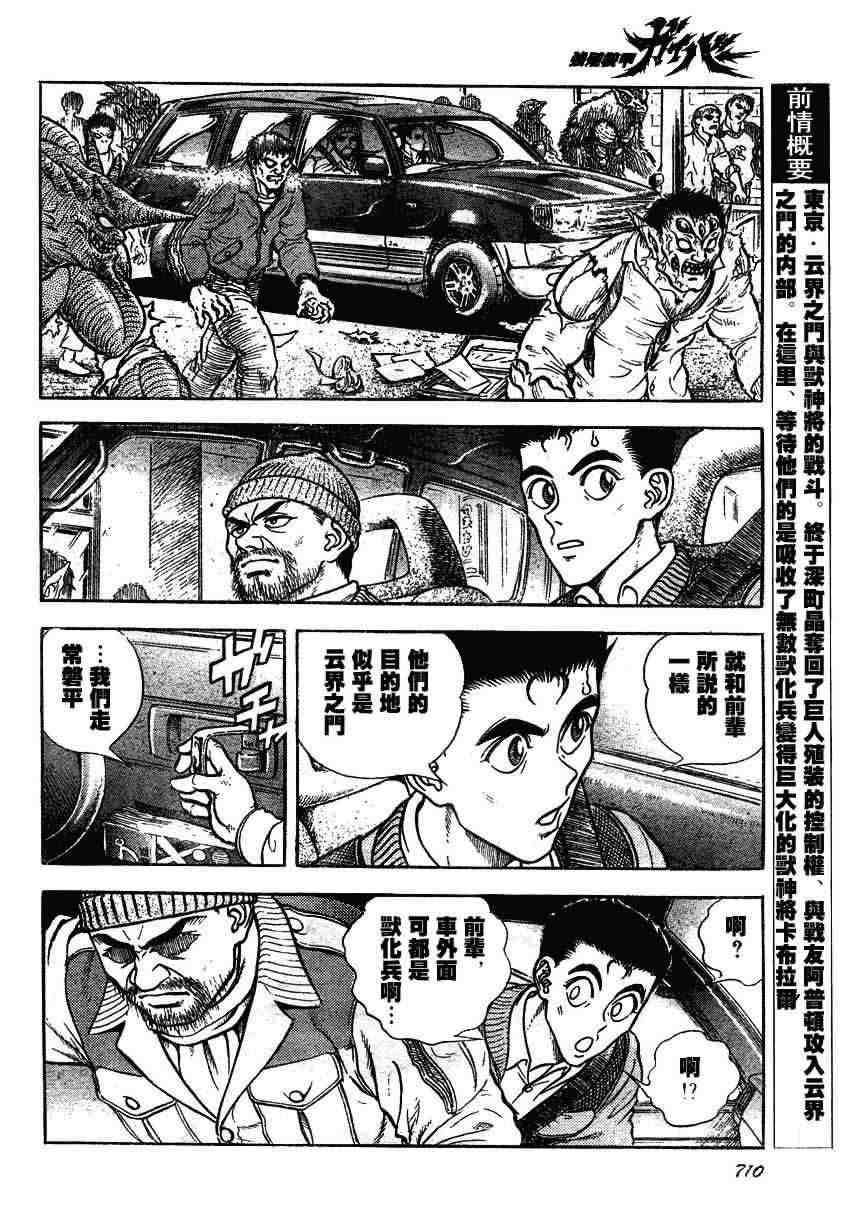 強殖裝甲
ガイバー
前情概要
東京·云界之門與獸神將的戰斗。終于深町晶奪回了巨人殖裝的控制權、與戰友阿普頓攻入云界
之門的内部。在這里、等待他們的是吸收了無數獸化兵變得巨大化的獸神將卡布拉爾
就和前輩
所説的
一樣
他們的
目的地
似乎是
云界之門
ガチャッ
…我們走
常磐平
啊?
啊!?
前輩,
車外面
可都是
獸化兵啊…
710